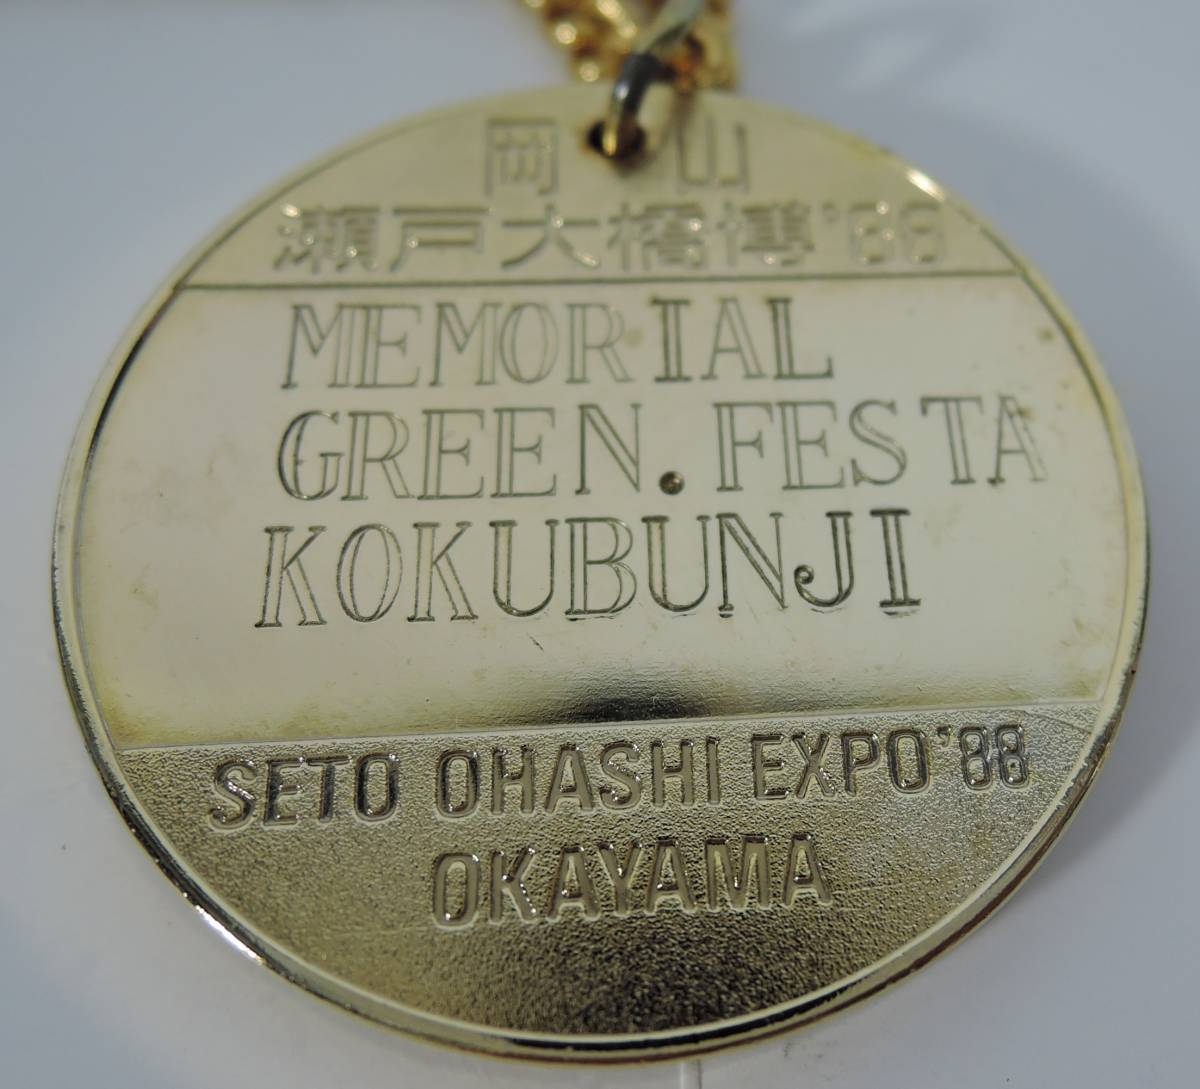 岡山
瀬戸大橋博'88
MEMORIAL
GREEN. FESTA
KOKUBUNJI
SETO OHASHI EXPO'88
OKAYAMA